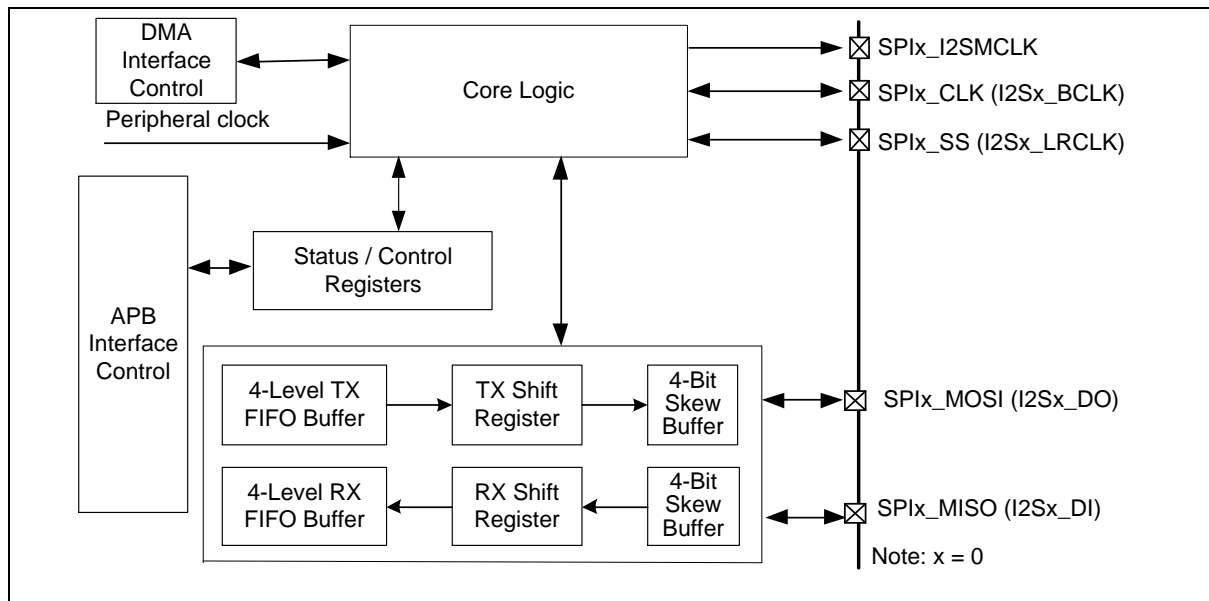 DMA
Interface
Control
Peripheral clock
Core Logic
SPIx_I2SMCLK
SPIx_CLK (I2Sx_BCLK)
SPIx_SS (I2Sx_LRCLK)
Status / Control
Registers
APB
Interface
Control
4-Level TX
FIFO Buffer
TX Shift
Register
4-Bit
Skew
Buffer
SPIx_MOSI (I2Sx_DO)
4-Level RX
FIFO Buffer
RX Shift
Register
4-Bit
Skew
Buffer
SPIx_MISO (I2Sx_DI)
Note: x = 0